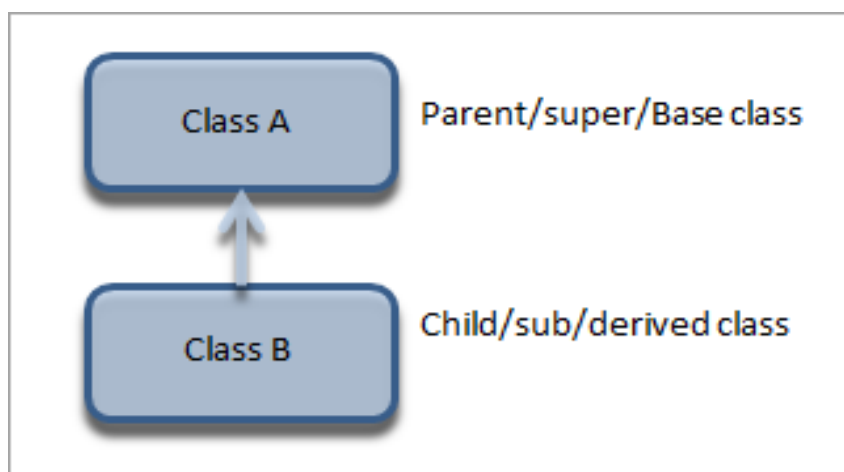 Class A
Parent/super/Base class
Class B
Child/sub/derived class